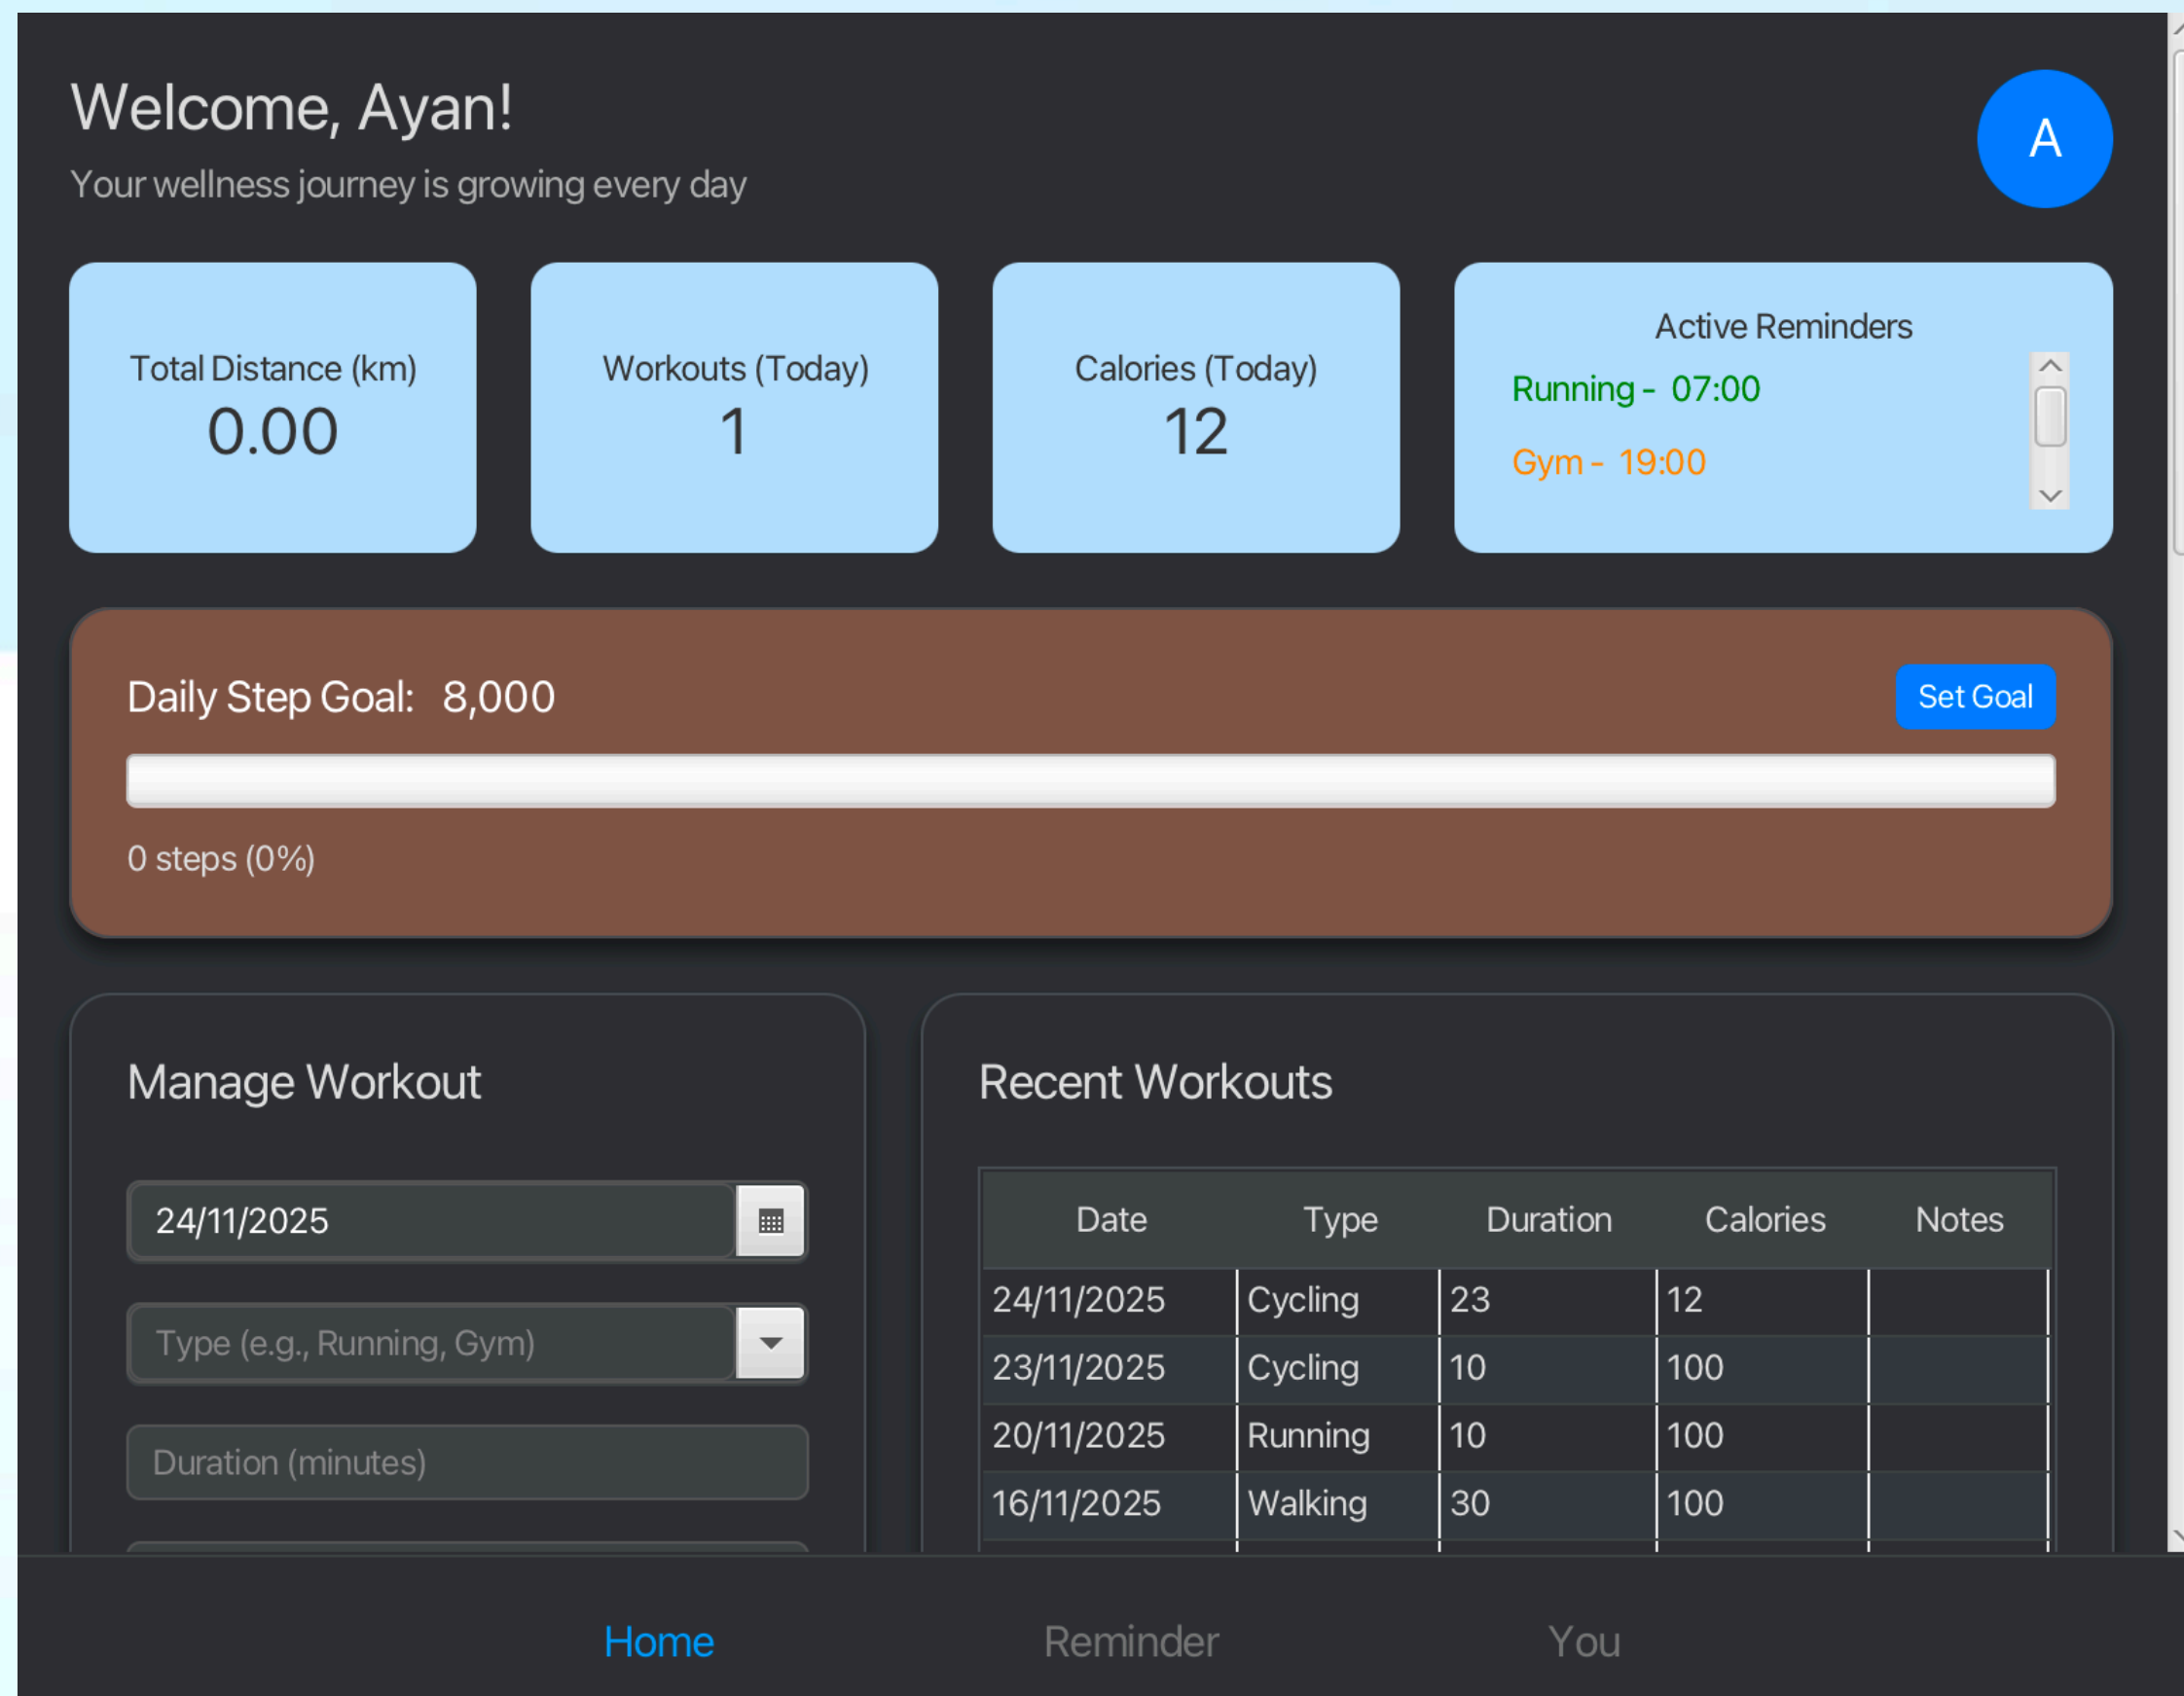 Welcome, Ayan!
A
Your wellness journey is growing every day
Total Distance (km)
0.00
Workouts (Today)
1
Calories (Today)
12
Active Reminders
Running - 07:00
Gym - 19:00
Daily Step Goal: 8,000
Set Goal
0 steps (0%)
Manage Workout
24/11/2025
Type (e.g., Running, Gym)
Duration (minutes)
Recent Workouts
Date Type Duration Calories Notes
24/11/2025 Cycling 23 12
23/11/2025 Cycling 10 100
20/11/2025 Running 10 100
16/11/2025 Walking 30 100
Home Reminder You